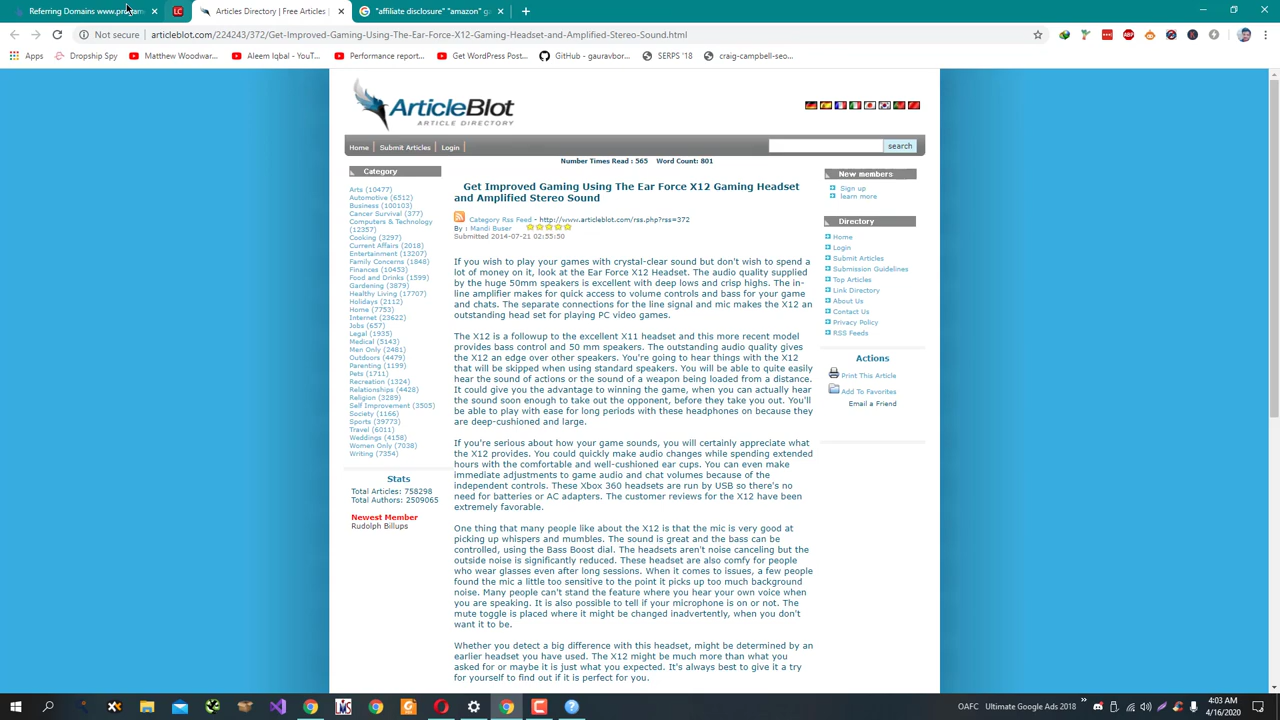 Referring Domains www.progame
LC
Articles Directory | Free Articles
"affiliate disclosure" "amazon" "g
Not secure
articleblot.com/224243/372/Get-Improved-Gaming-Using-The-Ear-Force-X12-Gaming-Headset-and-Amplified-Stereo-Sound.html
Apps
Dropship Spy
Matthew Woodwar...
Aleem Iqbal - YouT...
Performance report...
Get WordPress Post...
GitHub - gauravbor...
SERPS '18
craig-campbell-seo...
ArticleBlot
ARTICLE DIRECTORY
Home
Submit Articles
Login
search
Number Times Read : 565 Word Count: 801
Category
Arts (10477)
Automotive (6512)
Business (100103)
Cancer Survival (377)
Computers & Technology
(12357)
Cooking (3297)
Current Affairs (2018)
Entertainment (13207)
Family Concerns (1848)
Finances (10453)
Food and Drinks (1599)
Gardening (3879)
Healthy Living (17707)
Holidays (2112)
Home (7753)
Internet (23622)
Jobs (657)
Legal (1935)
Medical (5143)
Men Only (2481)
Outdoors (4479)
Parenting (1199)
Pets (1711)
Recreation (1324)
Relationships (4428)
Religion (3289)
Self Improvement (3505)
Society (1166)
Sports (39773)
Travel (6011)
Weddings (4158)
Women Only (7038)
Writing (7354)
Stats
Total Articles: 758298
Total Authors: 2509065
Newest Member
Rudolph Billups
Get Improved Gaming Using The Ear Force X12 Gaming Headset
and Amplified Stereo Sound
Category Rss Feed - http://www.articleblot.com/rss.php?rss=372
By : Mandi Buser
Submitted 2014-07-21 02:55:50
If you wish to play your games with crystal-clear sound but don't wish to spend a
lot of money on it, look at the Ear Force X12 Headset. The audio quality supplied
by the huge 50mm speakers is excellent with deep lows and crisp highs. The in-
line amplifier makes for quick access to volume controls and bass for your game
and chats. The separate connections for the line signal and mic makes the X12 an
outstanding head set for playing PC video games.
The X12 is a followup to the excellent X11 headset and this more recent model
provides bass control and 50 mm speakers. The outstanding audio quality gives
the X12 an edge over other speakers. You're going to hear things with the X12
that will be skipped when using standard speakers. You will be able to quite easily
hear the sound of actions or the sound of a weapon being loaded from a distance.
It could give you the advantage to winning the game, when you can actually hear
the sound soon enough to take out the opponent, before they take you out. You'll
be able to play with ease for long periods with these headphones on because they
are deep-cushioned and large.
If you're serious about how your game sounds, you will certainly appreciate what
the X12 provides. You could quickly make audio changes while spending extended
hours with the comfortable and well-cushioned ear cups. You can even make
immediate adjustments to game audio and chat volumes because of the
independent controls. These Xbox 360 headsets are run by USB so there's no
need for batteries or AC adapters. The customer reviews for the X12 have been
extremely favorable.
One thing that many people like about the X12 is that the mic is very good at
picking up whispers and mumbles. The sound is great and the bass can be
controlled, using the Bass Boost dial. The headsets aren't noise canceling but the
outside noise is significantly reduced. These headset are also comfy for people
who wear glasses even after long sessions. When it comes to issues, a few people
found the mic a little too sensitive to the point it picks up too much background
noise. Many people can't stand the feature where you hear your own voice when
you are speaking. It is also possible to tell if your microphone is on or not. The
mute toggle is placed where it might be changed inadvertently, when you don't
want it to be.
Whether you detect a big difference with this headset, might be determined by an
earlier headset you have used. The X12 might be much more than what you
asked for or maybe it is just what you expected. It's always best to give it a try
for yourself to find out if it is perfect for you.
New members
Sign up
learn more
Directory
Home
Login
Submit Articles
Submission Guidelines
Top Articles
Link Directory
About Us
Contact Us
Privacy Policy
RSS Feeds
Actions
Print This Article
Add To Favorites
Email a Friend
OAFC
Ultimate Google Ads 2018
4:03 AM
4/16/2020